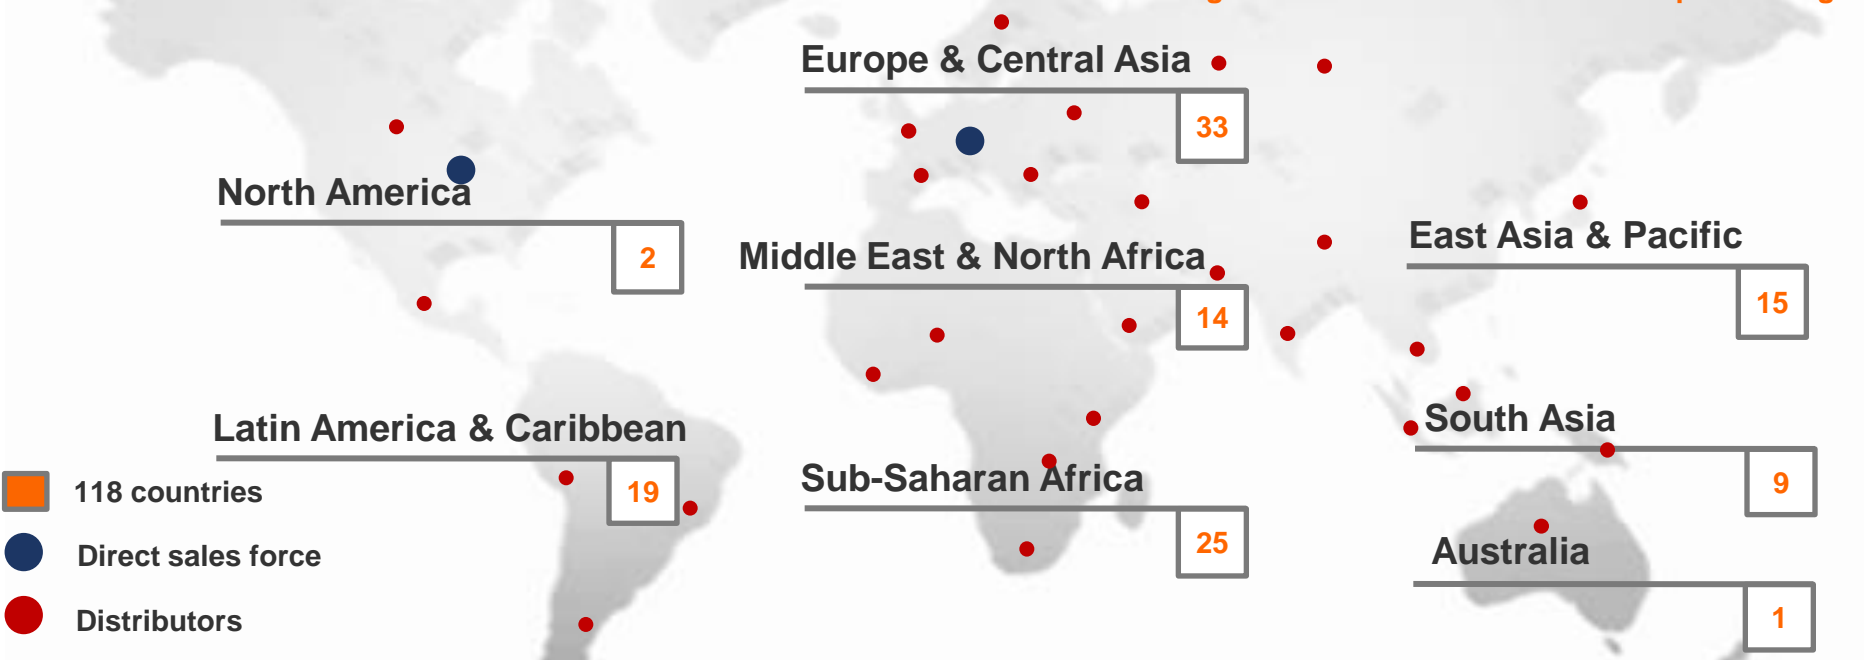 Europe & Central Asia
33
North America
2
Middle East & North Africa
14
East Asia & Pacific
15
Latin America & Caribbean
19
Sub-Saharan Africa
25
South Asia
9
Australia
1
118 countries
Direct sales force
Distributors